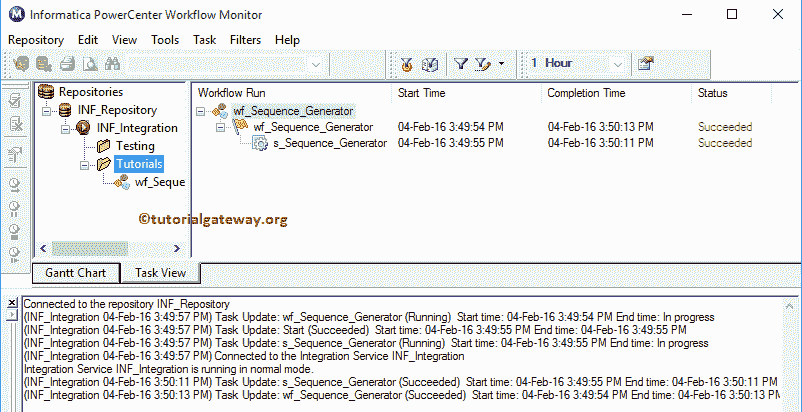 Informatica PowerCenter Workflow Monitor
Repository Edit View Tools Task Filters Help
1 Hour
Repositories
INF_Repository
INF_Integration
Testing
Tutorials
wf_Seque
Workflow Run Start Time Completion Time Status
wf_Sequence_Generator
wf_Sequence_Generator 04-Feb-16 3:49:54 PM 04-Feb-16 3:50:13 PM Succeeded
s_Sequence_Generator 04-Feb-16 3:49:55 PM 04-Feb-16 3:50:11 PM Succeeded
©tutorialgateway.org
Gantt Chart Task View
Connected to the repository INF_Repository
(INF_Integration 04-Feb-16 3:49:57 PM) Task Update: wf_Sequence_Generator (Running) Start time: 04-Feb-16 3:49:54 PM End time: In progress
(INF_Integration 04-Feb-16 3:49:57 PM) Task Update: Start (Succeeded) Start time: 04-Feb-16 3:49:55 PM End time: 04-Feb-16 3:49:55 PM
(INF_Integration 04-Feb-16 3:49:57 PM) Task Update: s_Sequence_Generator (Running) Start time: 04-Feb-16 3:49:55 PM End time: In progress
(INF_Integration 04-Feb-16 3:49:57 PM) Connected to the Integration Service INF_Integration
Integration Service INF_Integration is running in normal mode.
(INF_Integration 04-Feb-16 3:50:11 PM) Task Update: s_Sequence_Generator (Succeeded) Start time: 04-Feb-16 3:49:55 PM End time: 04-Feb-16 3:50:11 PM
(INF_Integration 04-Feb-16 3:50:13 PM) Task Update: wf_Sequence_Generator (Succeeded) Start time: 04-Feb-16 3:49:54 PM End time: 04-Feb-16 3:50:13 PM